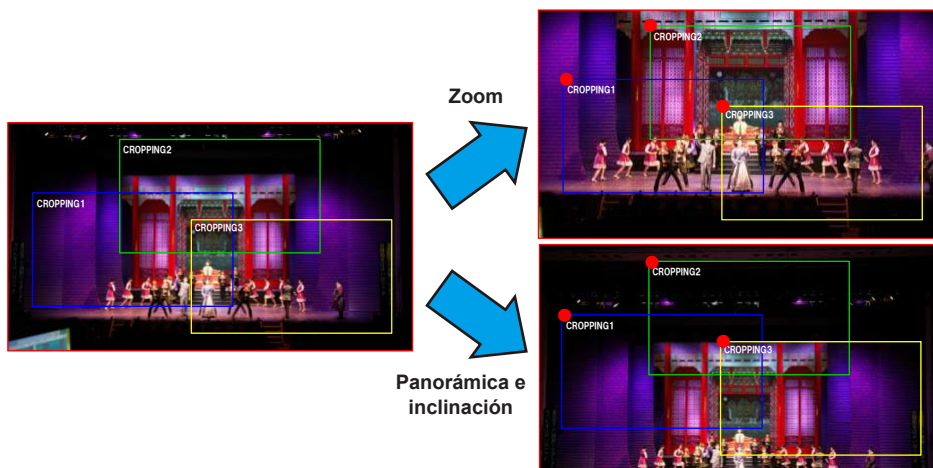 Zoom
CROPPING2
CROPPING1
CROPPING3
CROPPING2
CROPPING1
CROPPING3
Panorámica e
inclinación
CROPPING2
CROPPING1
CROPPING3